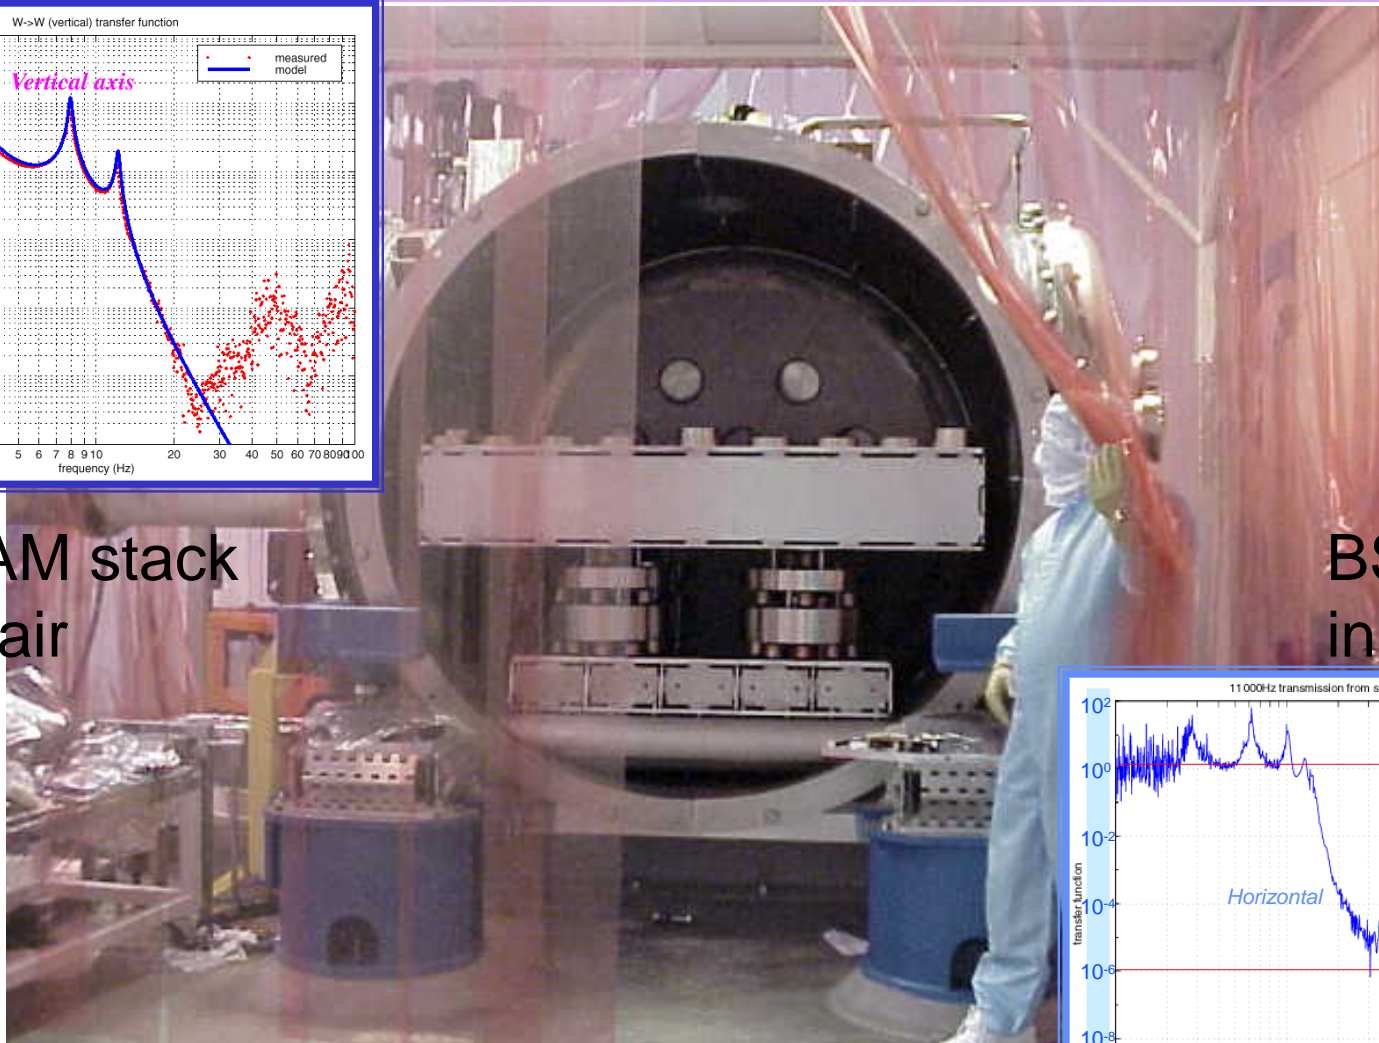 W->W (vertical) transfer function
measured
model
Vertical axis
5 6 7 8 9 10 20 30 40 50 60 70 80 90 100
frequency (Hz)
AM stack
air
BS
in
11000Hz transmission from s
10²
10⁰
10⁻²
10⁻⁴
10⁻⁶
10⁻⁸
transfer function
Horizontal